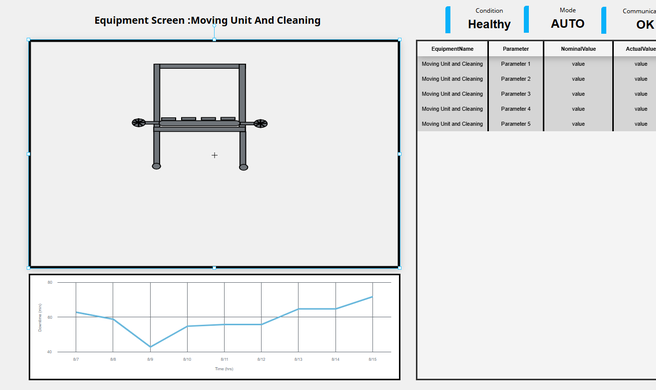 Equipment Screen :Moving Unit And Cleaning
Condition
Healthy
Mode
AUTO
Communica
OK
EquipmentName Parameter NominalValue ActualValue
Moving Unit and Cleaning Parameter 1 value value
Moving Unit and Cleaning Parameter 2 value value
Moving Unit and Cleaning Parameter 3 value value
Moving Unit and Cleaning Parameter 4 value value
Moving Unit and Cleaning Parameter 5 value value
8/7 8/8 8/9 8/10 8/11 8/12 8/13 8/14 8/15
Time (hrs)